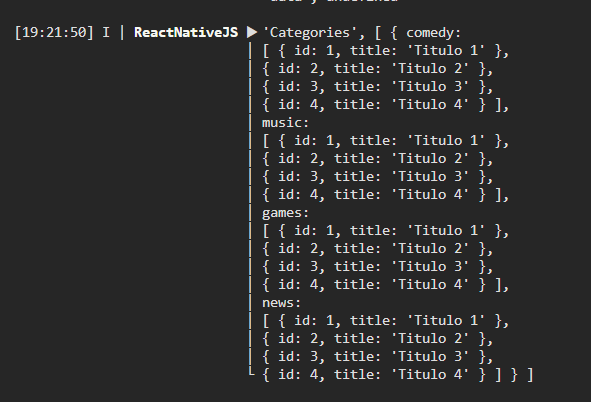 'data', undefined
[19:21:50] I | ReactNativeJS ▶ 'Categories', [ { comedy:
│ [ { id: 1, title: 'Titulo 1' },
│ { id: 2, title: 'Titulo 2' },
│ { id: 3, title: 'Titulo 3' },
│ { id: 4, title: 'Titulo 4' } ],
│ music:
│ [ { id: 1, title: 'Titulo 1' },
│ { id: 2, title: 'Titulo 2' },
│ { id: 3, title: 'Titulo 3' },
│ { id: 4, title: 'Titulo 4' } ],
│ games:
│ [ { id: 1, title: 'Titulo 1' },
│ { id: 2, title: 'Titulo 2' },
│ { id: 3, title: 'Titulo 3' },
│ { id: 4, title: 'Titulo 4' } ],
│ news:
│ [ { id: 1, title: 'Titulo 1' },
│ { id: 2, title: 'Titulo 2' },
│ { id: 3, title: 'Titulo 3' },
└ { id: 4, title: 'Titulo 4' } ] } ]